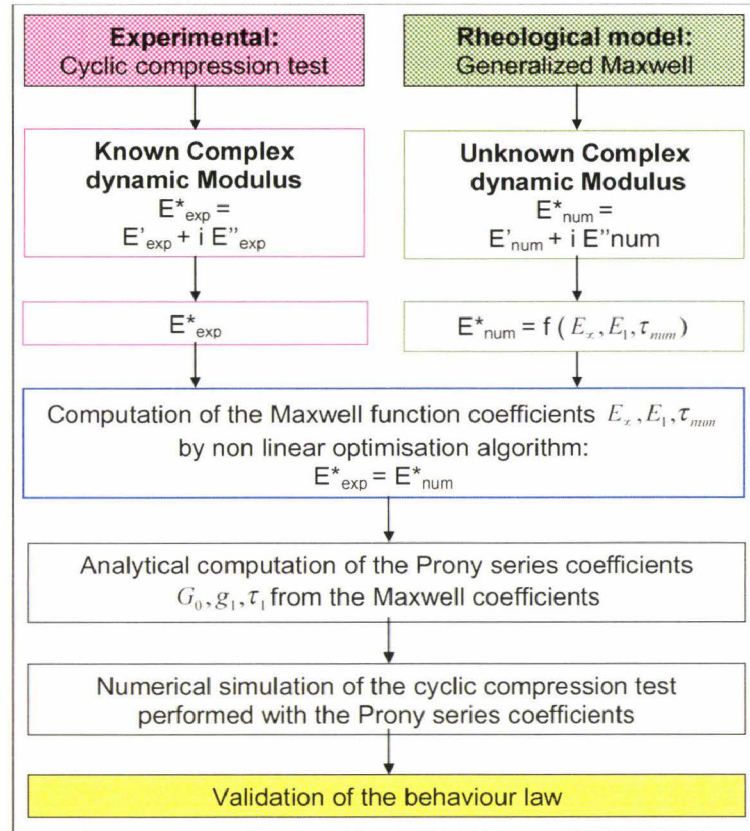 Experimental:
Cyclic compression test
Rheological model:
Generalized Maxwell
Known Complex
dynamic Modulus
E*exp =
E'exp + i E"exp
Unknown Complex
dynamic Modulus
E*num =
E'num + i E"num
E*exp
E*num = f ( E∞, E1, τnum )
Computation of the Maxwell function coefficients E∞, E1, τnum
by non linear optimisation algorithm:
E*exp = E*num
Analytical computation of the Prony series coefficients
G0, g1, τ1 from the Maxwell coefficients
Numerical simulation of the cyclic compression test
performed with the Prony series coefficients
Validation of the behaviour law